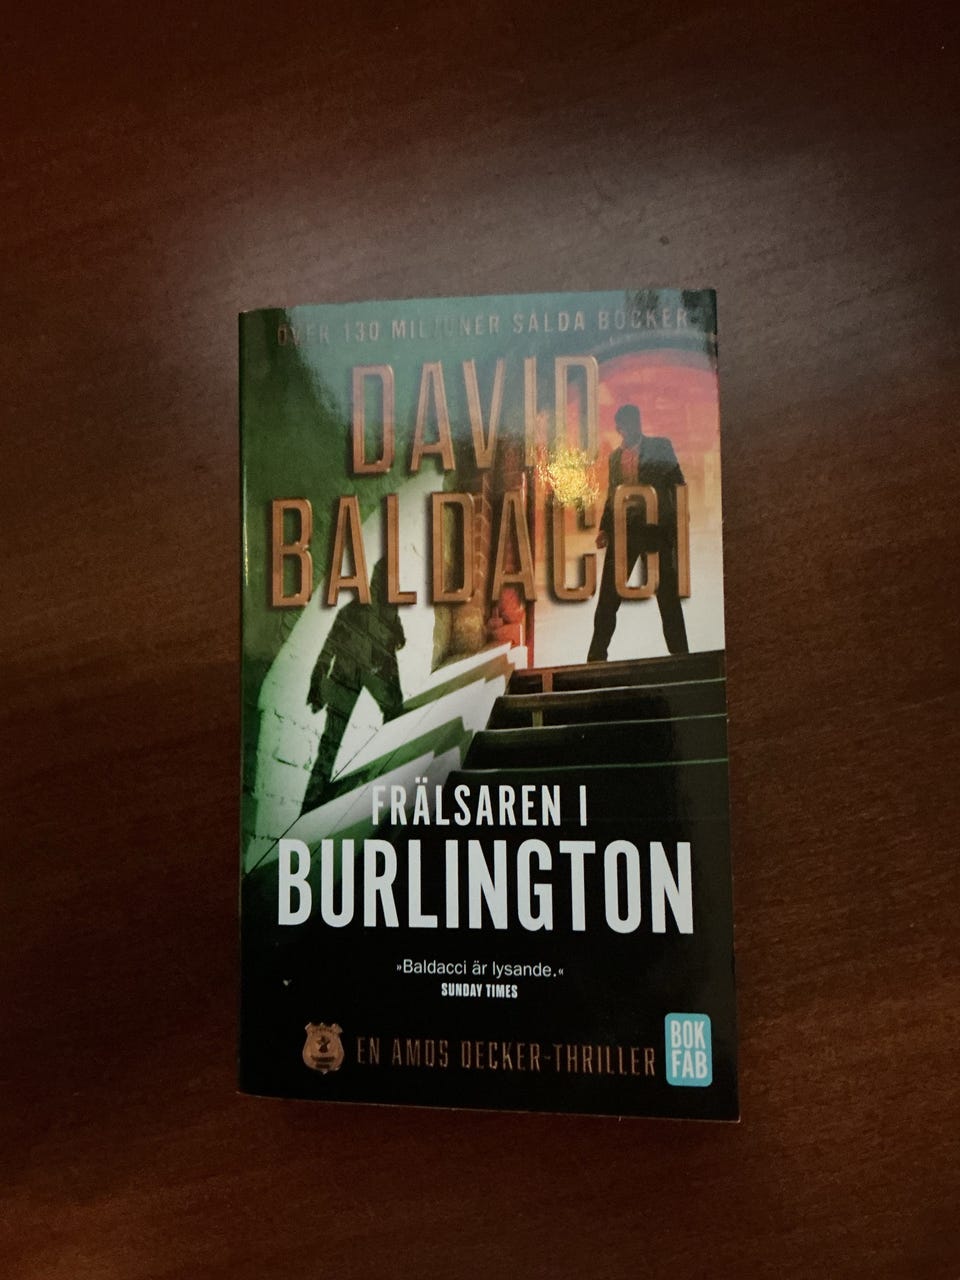 ÖVER 130 MILJONER SÅLDA BÖCKER
DAVID
BALDACCI
FRÄLSAREN I
BURLINGTON
»Baldacci är lysande.«
SUNDAY TIMES
EN AMOS DECKER-THRILLER
BOK
FAB